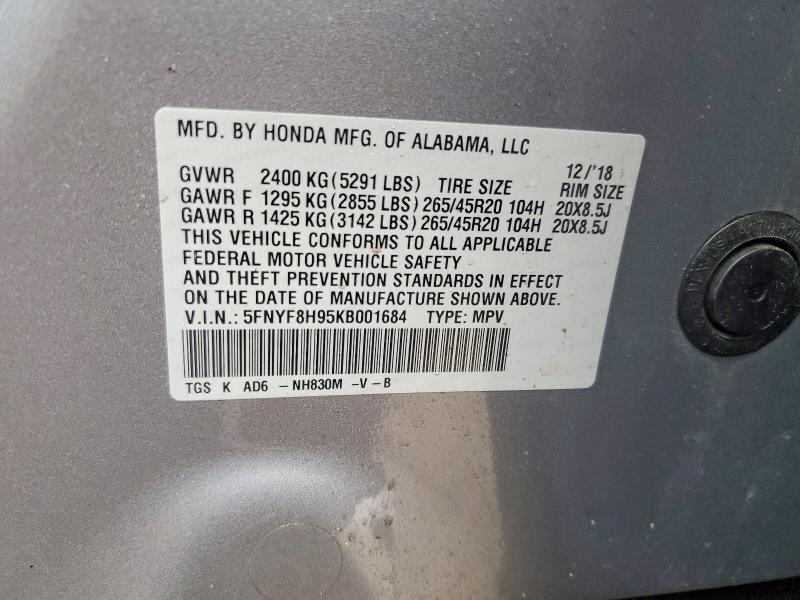 MFD. BY HONDA MFG. OF ALABAMA, LLC
12/'18
GVWR 2400 KG (5291 LBS) TIRE SIZE RIM SIZE
GAWR F 1295 KG (2855 LBS) 265/45R20 104H 20X8.5J
GAWR R 1425 KG (3142 LBS) 265/45R20 104H 20X8.5J
THIS VEHICLE CONFORMS TO ALL APPLICABLE
FEDERAL MOTOR VEHICLE SAFETY
AND THEFT PREVENTION STANDARDS IN EFFECT
ON THE DATE OF MANUFACTURE SHOWN ABOVE.
V.I.N.: 5FNYF8H95KB001684 TYPE: MPV
TGS K AD6 -NH830M -V-B